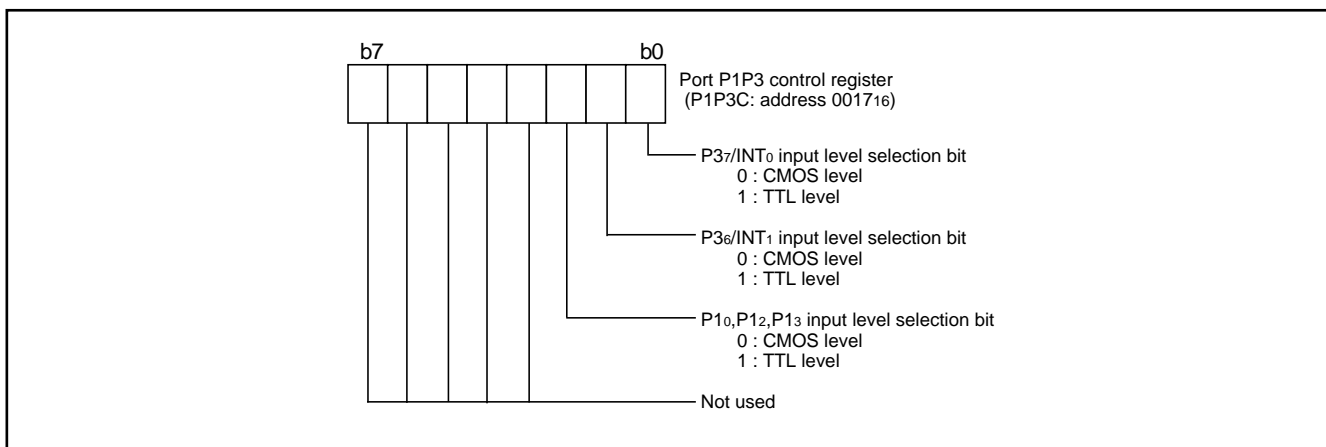 b7 b0
Port P1P3 control register
(P1P3C: address 001716)
P37/INT0 input level selection bit
0 : CMOS level
1 : TTL level
P36/INT1 input level selection bit
0 : CMOS level
1 : TTL level
P10,P12,P13 input level selection bit
0 : CMOS level
1 : TTL level
Not used